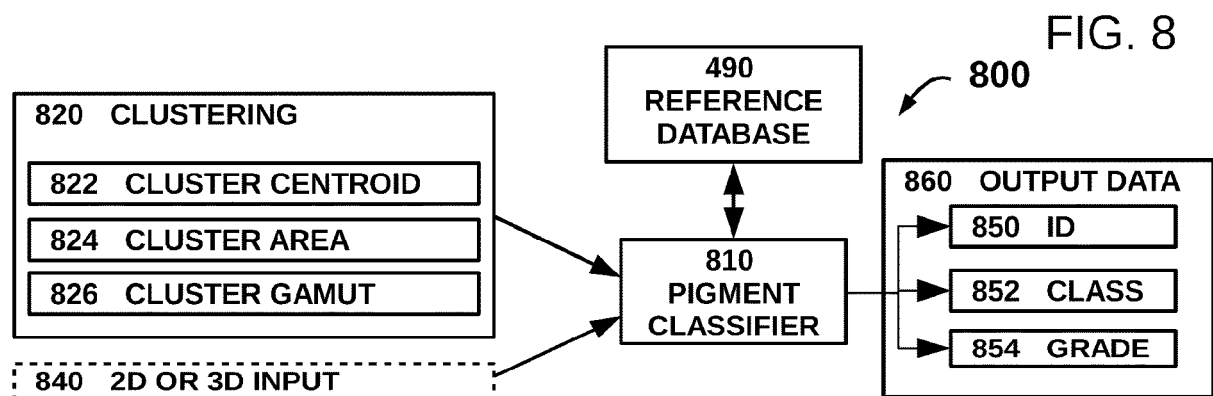 FIG. 8
800
490
REFERENCE
DATABASE
820 CLUSTERING
822 CLUSTER CENTROID
824 CLUSTER AREA
826 CLUSTER GAMUT
840 2D OR 3D INPUT
810
PIGMENT
CLASSIFIER
860 OUTPUT DATA
850 ID
852 CLASS
854 GRADE